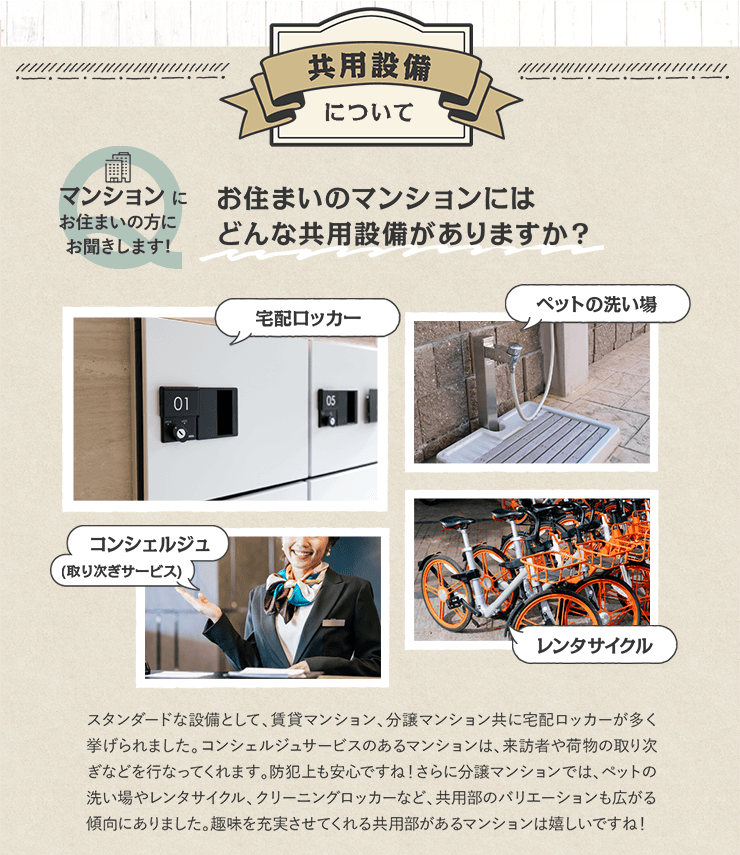 共用設備
について
マンションに
お住まいの方に
お聞きします!
お住まいのマンションには
どんな共用設備がありますか？
宅配ロッカー
ペットの洗い場
01
05
コンシェルジュ
(取り次ぎサービス)
レンタサイクル
スタンダードな設備として、賃貸マンション、分譲マンション共に宅配ロッカーが多く
挙げられました。コンシェルジュサービスのあるマンションは、来訪者や荷物の取り次
ぎなどを行なってくれます。防犯上も安心ですね！さらに分譲マンションでは、ペットの
洗い場やレンタサイクル、クリーニングロッカーなど、共用部のバリエーションも広がる
傾向にありました。趣味を充実させてくれる共用部があるマンションは嬉しいですね！